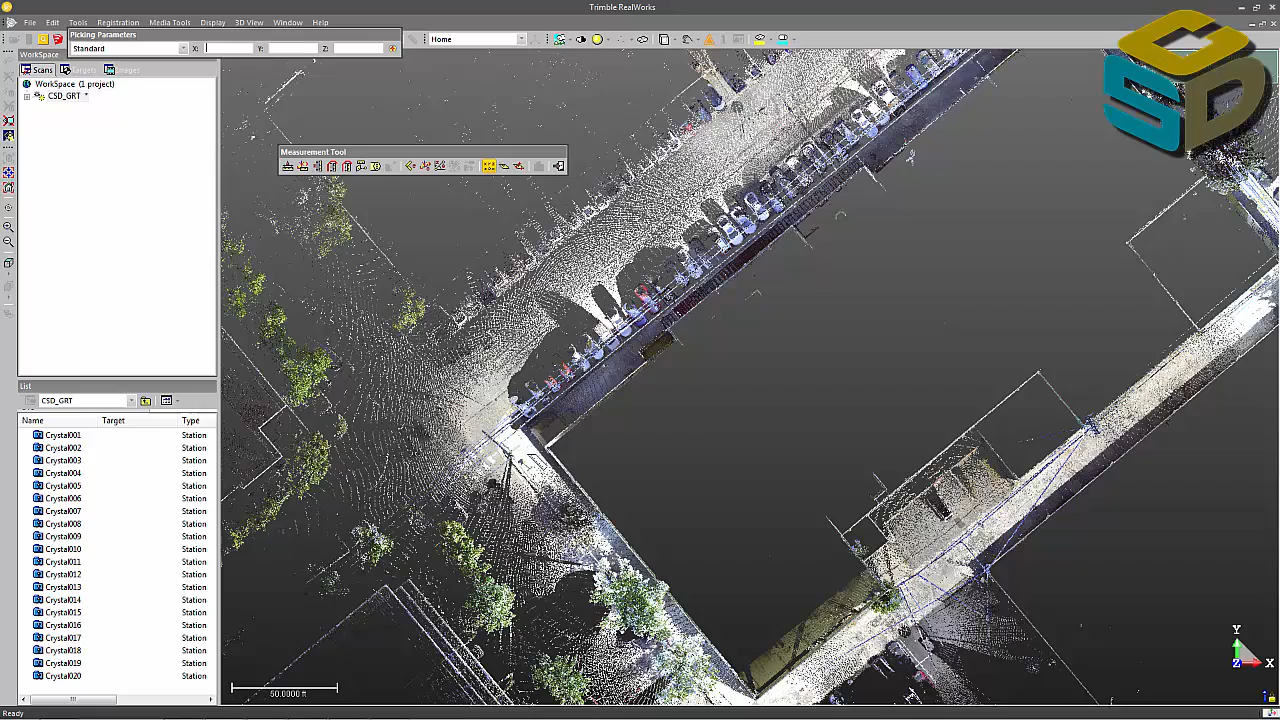 Trimble RealWorks
File Edit Tools Registration Media Tools Display 3D View Window Help
Picking Parameters
Standard X: Y: Z:
Home
WorkSpace
Scans Targets Images
WorkSpace (1 project)
CSD_GRT *
Measurement Tool
List
CSD_GRT
Name Target Type
Crystal001 Station
Crystal002 Station
Crystal003 Station
Crystal004 Station
Crystal005 Station
Crystal006 Station
Crystal007 Station
Crystal008 Station
Crystal009 Station
Crystal010 Station
Crystal011 Station
Crystal012 Station
Crystal013 Station
Crystal014 Station
Crystal015 Station
Crystal016 Station
Crystal017 Station
Crystal018 Station
Crystal019 Station
Crystal020 Station
50.0000 ft
Y
Z X
CSD
Ready